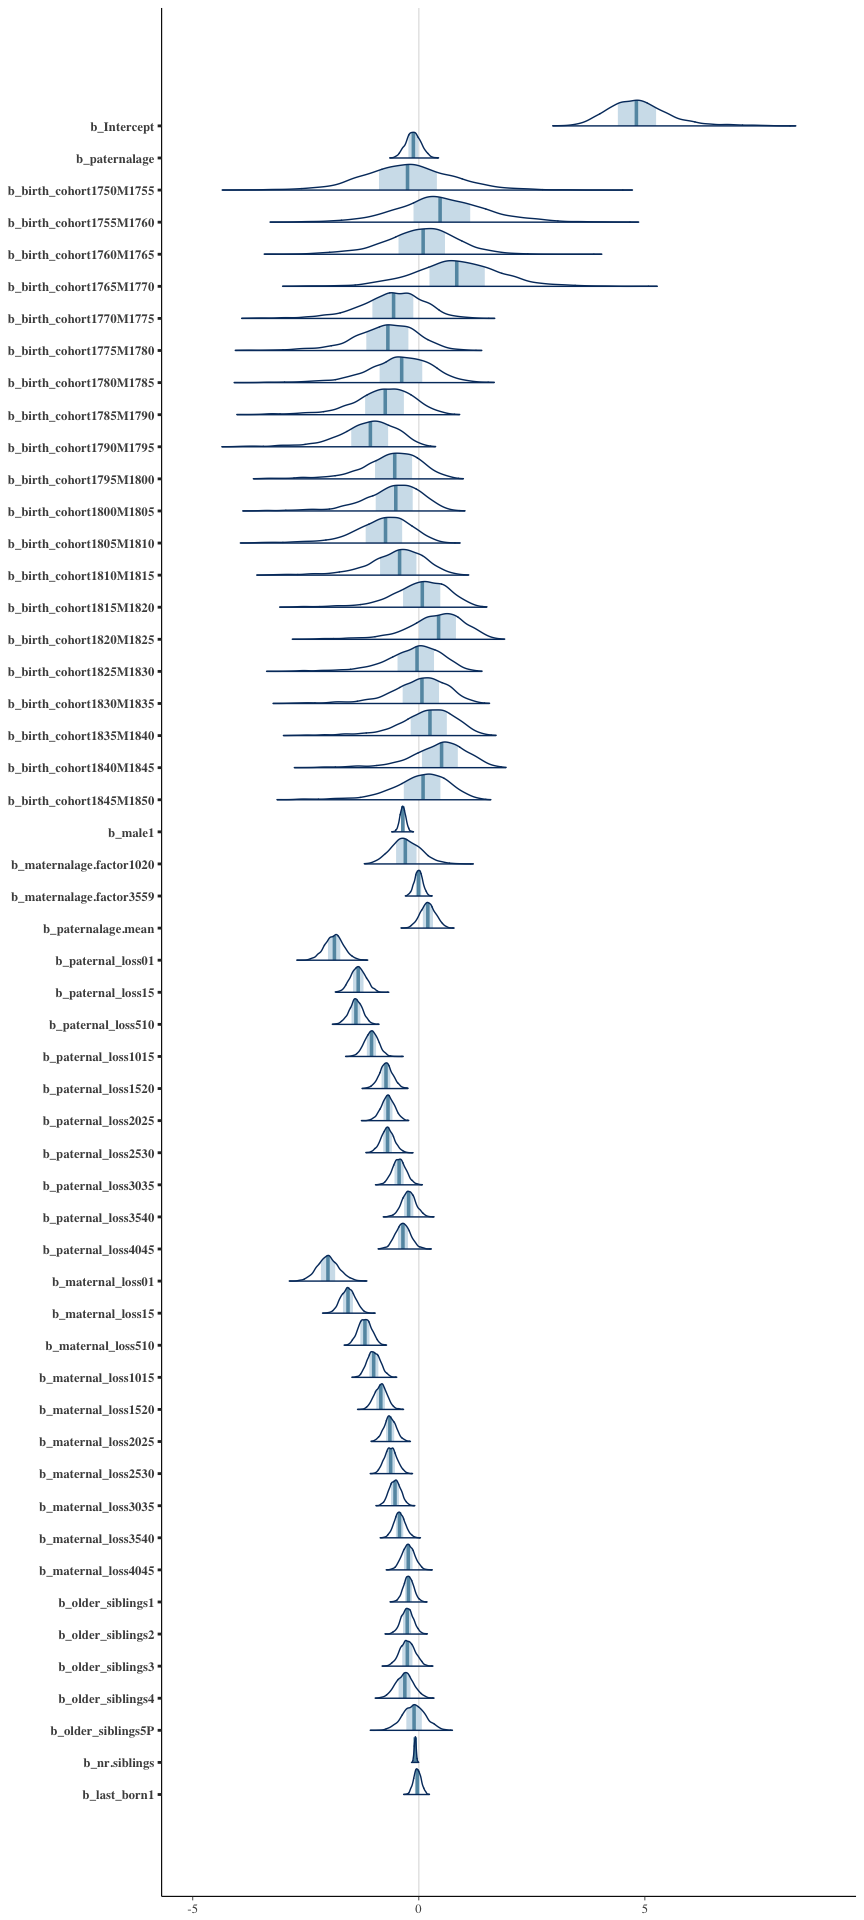 b_Intercept
b_paternalage
b_birth_cohort1750M1755
b_birth_cohort1755M1760
b_birth_cohort1760M1765
b_birth_cohort1765M1770
b_birth_cohort1770M1775
b_birth_cohort1775M1780
b_birth_cohort1780M1785
b_birth_cohort1785M1790
b_birth_cohort1790M1795
b_birth_cohort1795M1800
b_birth_cohort1800M1805
b_birth_cohort1805M1810
b_birth_cohort1810M1815
b_birth_cohort1815M1820
b_birth_cohort1820M1825
b_birth_cohort1825M1830
b_birth_cohort1830M1835
b_birth_cohort1835M1840
b_birth_cohort1840M1845
b_birth_cohort1845M1850
b_male1
b_maternalage.factor1020
b_maternalage.factor3559
b_paternalage.mean
b_paternal_loss01
b_paternal_loss15
b_paternal_loss510
b_paternal_loss1015
b_paternal_loss1520
b_paternal_loss2025
b_paternal_loss2530
b_paternal_loss3035
b_paternal_loss3540
b_paternal_loss4045
b_maternal_loss01
b_maternal_loss15
b_maternal_loss510
b_maternal_loss1015
b_maternal_loss1520
b_maternal_loss2025
b_maternal_loss2530
b_maternal_loss3035
b_maternal_loss3540
b_maternal_loss4045
b_older_siblings1
b_older_siblings2
b_older_siblings3
b_older_siblings4
b_older_siblings5P
b_nr.siblings
b_last_born1
-5 0 5